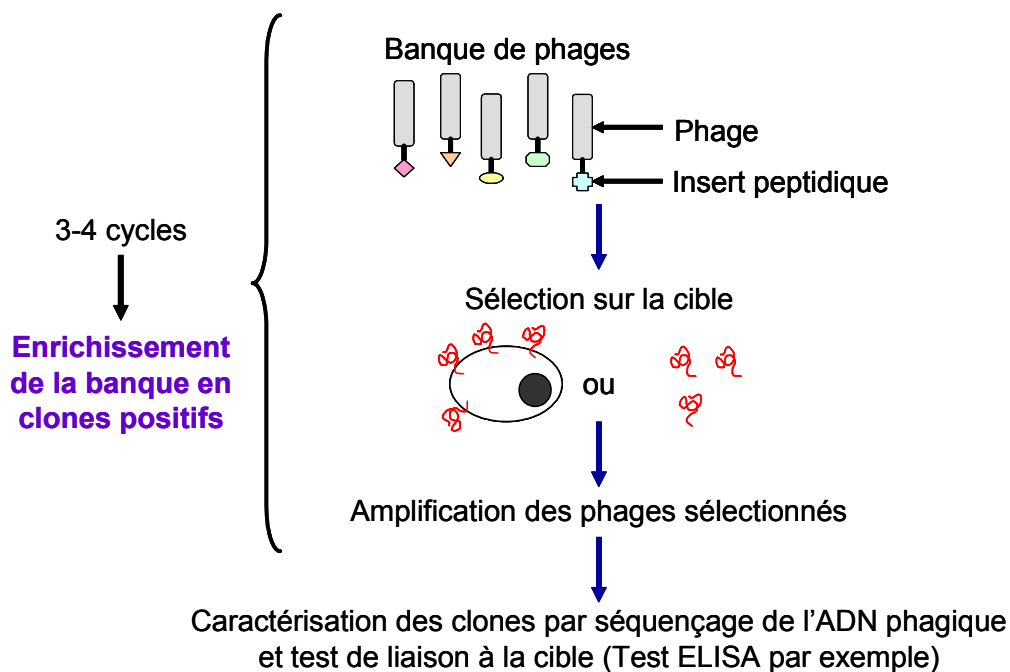 Banque de phages
Phage
Insert peptidique
3-4 cycles
Enrichissement
de la banque en
clones positifs
Sélection sur la cible
ou
Amplification des phages sélectionnés
Caractérisation des clones par séquençage de l’ADN phagique
et test de liaison à la cible (Test ELISA par exemple)